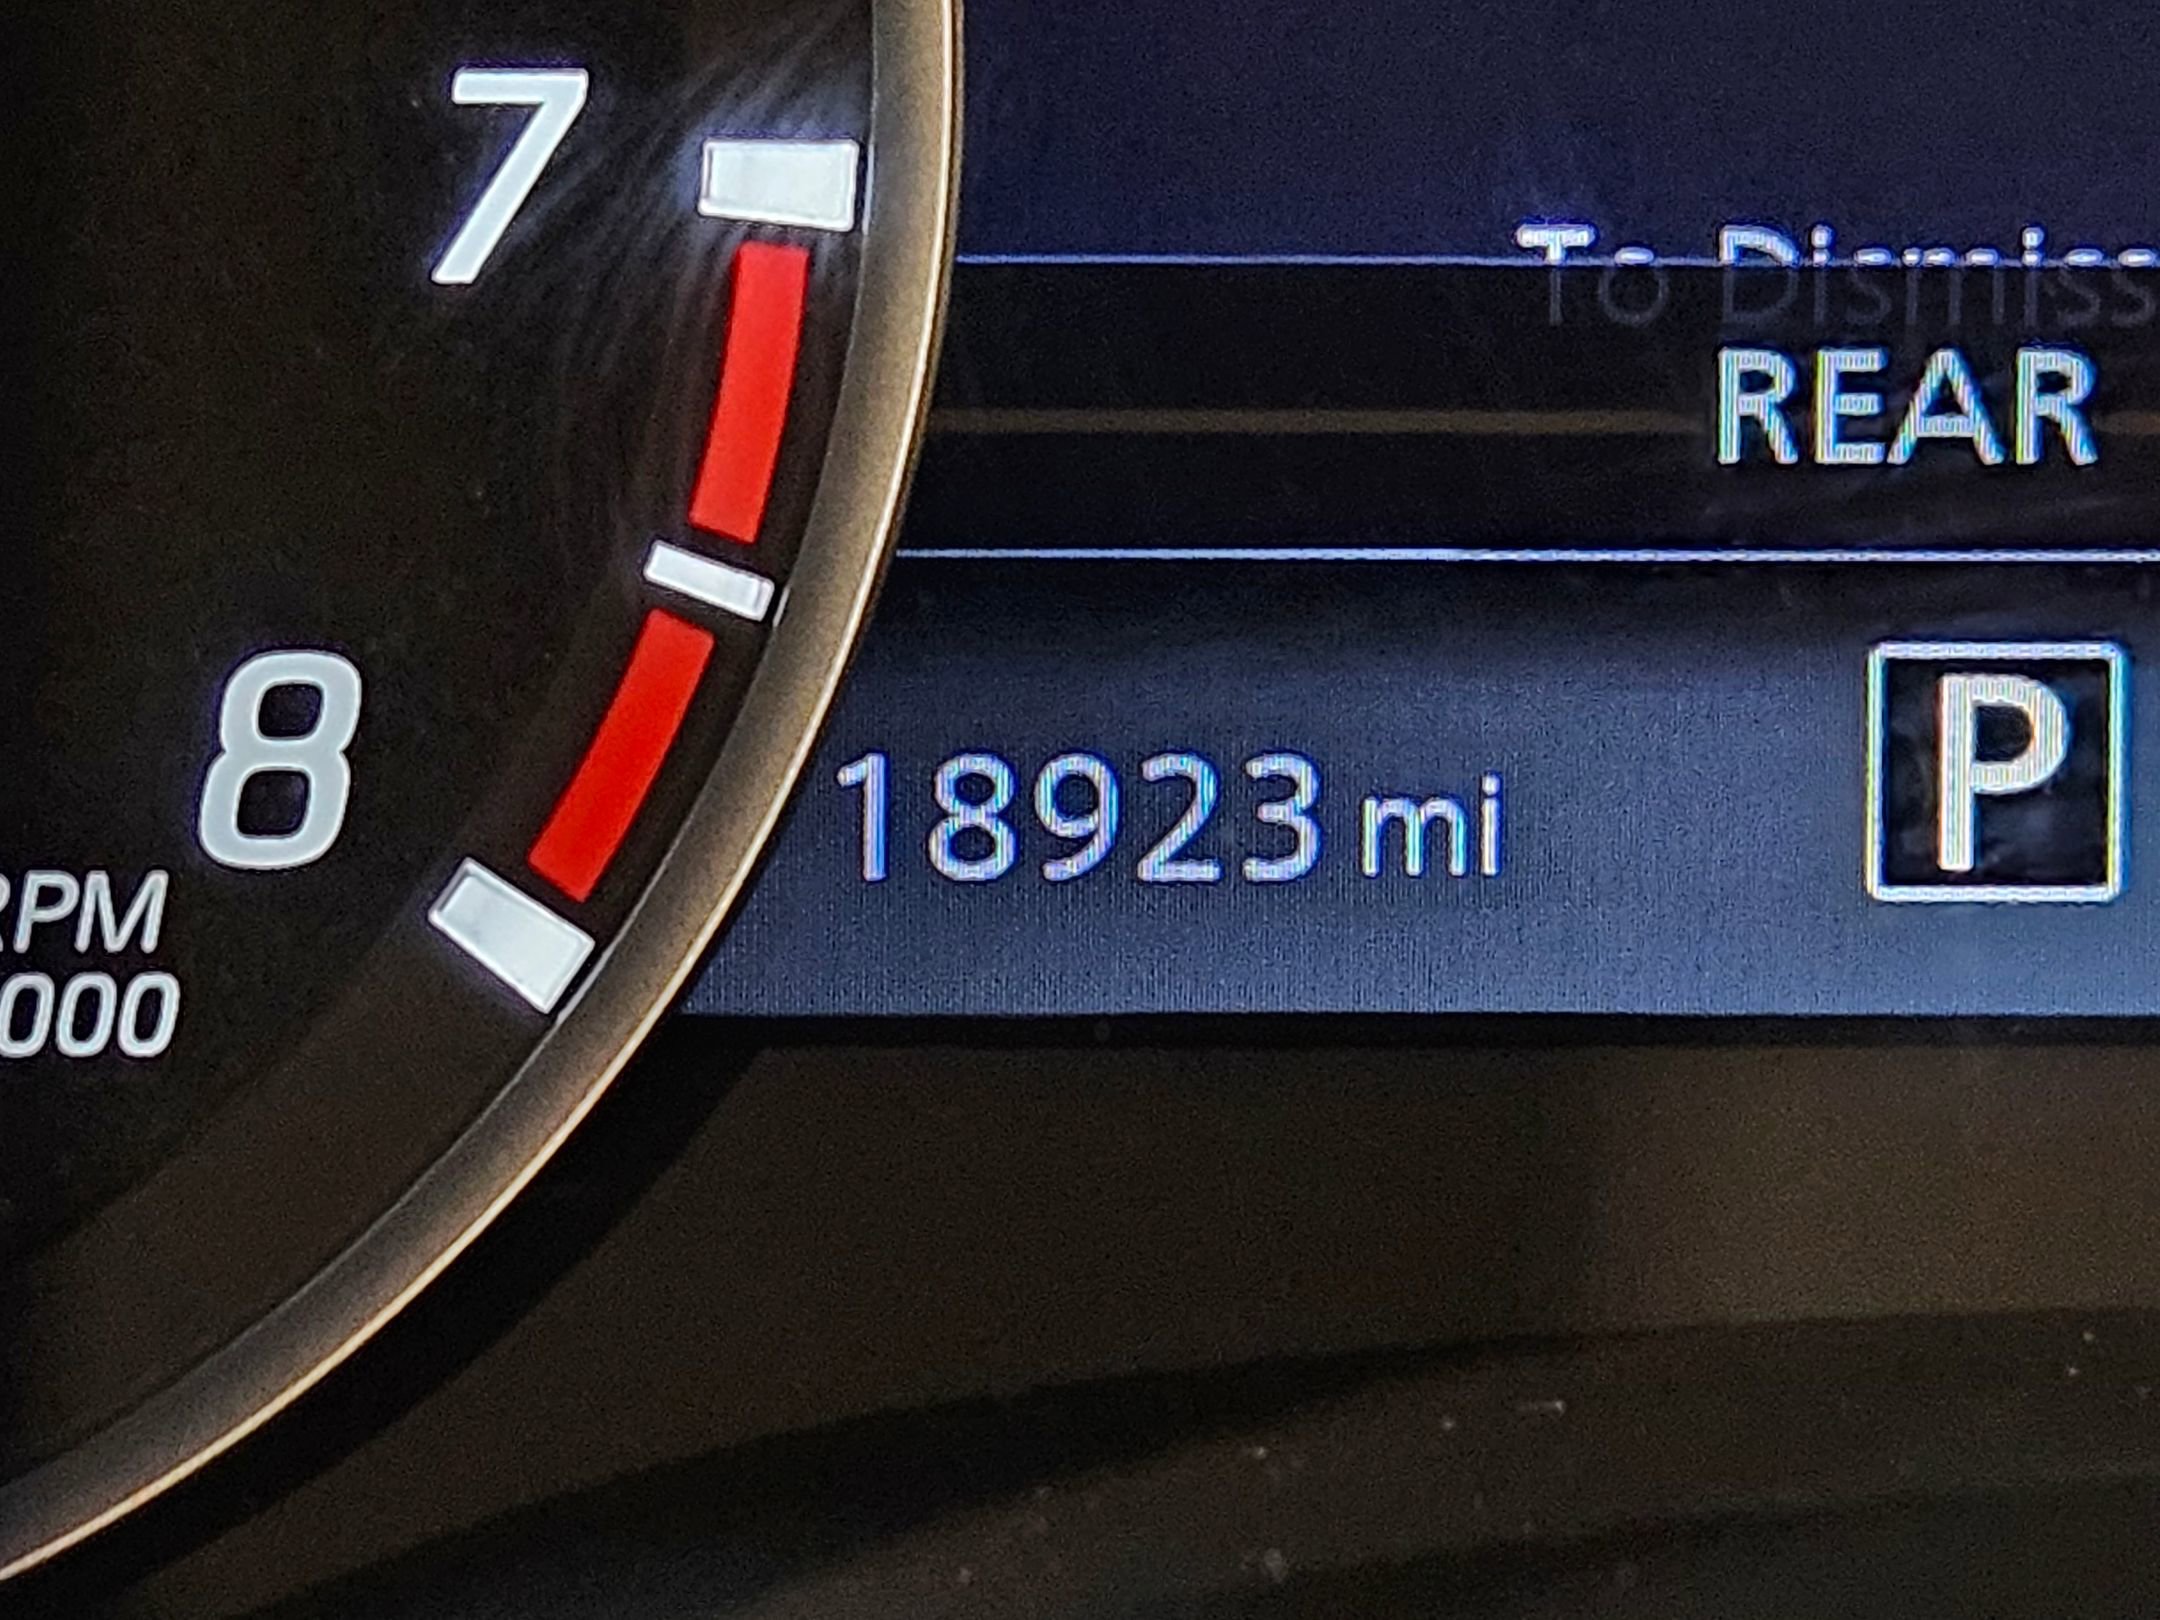 7
To Dismiss
REAR
8
P
18923 mi
RPM
000